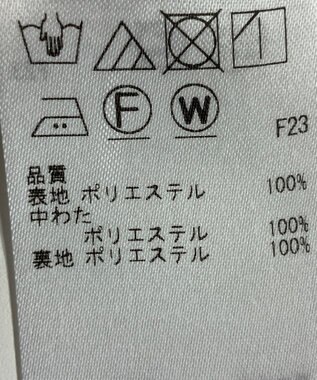 F W F23
品質
表地 ポリエステル 100%
中わた
ポリエステル 100%
裏地 ポリエステル 100%